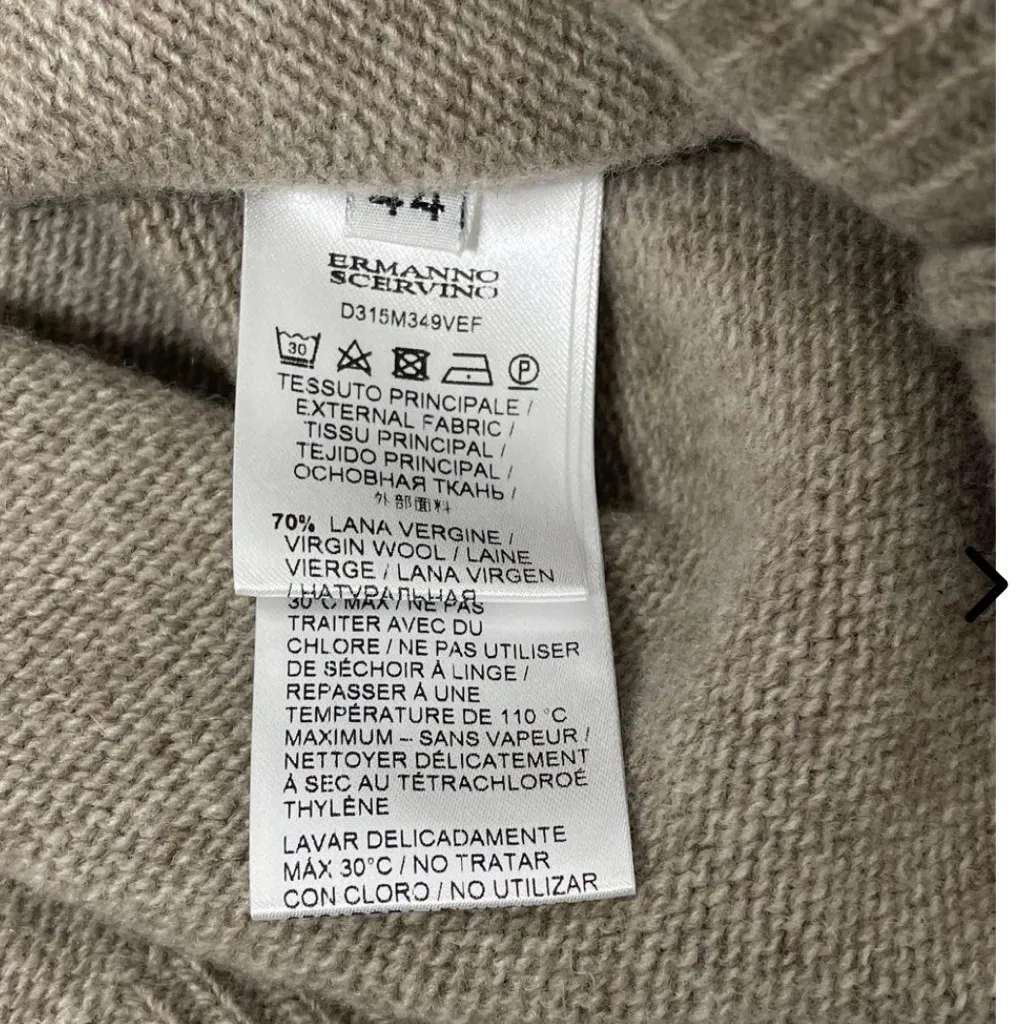 44
ERMANNO
SCERVINO
D315M349VEF
30
P
TESSUTO PRINCIPALE /
EXTERNAL FABRIC /
TISSU PRINCIPAL /
TEJIDO PRINCIPAL /
ОСНОВНАЯ ТКАНЬ /
外部面料
70% LANA VERGINE /
VIRGIN WOOL / LAINE
VIERGE / LANA VIRGEN
/ НАТУРАЛЬНАЯ
30°C MAX / NE PAS
TRAITER AVEC DU
CHLORE / NE PAS UTILISER
DE SÉCHOIR Á LINGE /
REPASSER Á UNE
TEMPÉRATURE DE 110 °C
MAXIMUM – SANS VAPEUR /
NETTOYER DÉLICATEMENT
Á SEC AU TÉTRACHLOROÉ
THYLÉNE
LAVAR DELICADAMENTE
MÁX 30°C / NO TRATAR
CON CLORO / NO UTILIZAR